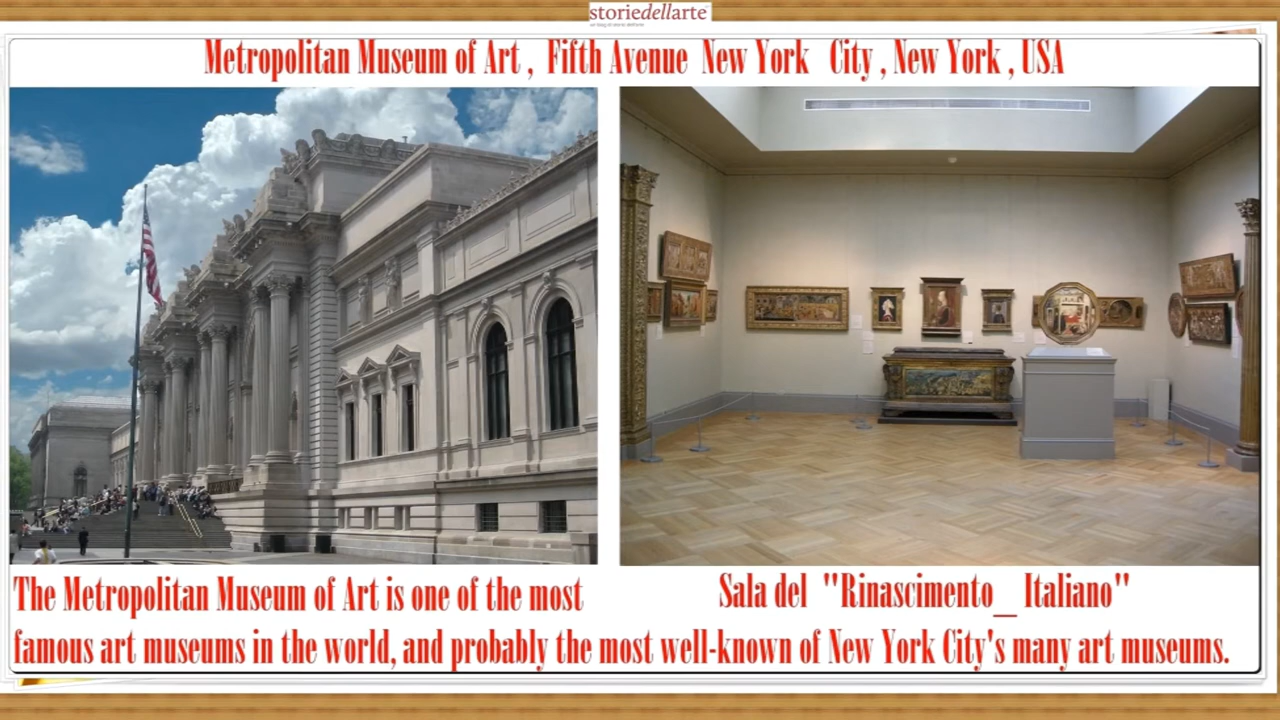 storiedellarte
Metropolitan Museum of Art , Fifth Avenue New York City , New York , USA
The Metropolitan Museum of Art is one of the most
Sala del "Rinascimento_ Italiano"
famous art museums in the world, and probably the most well-known of New York City's many art museums.